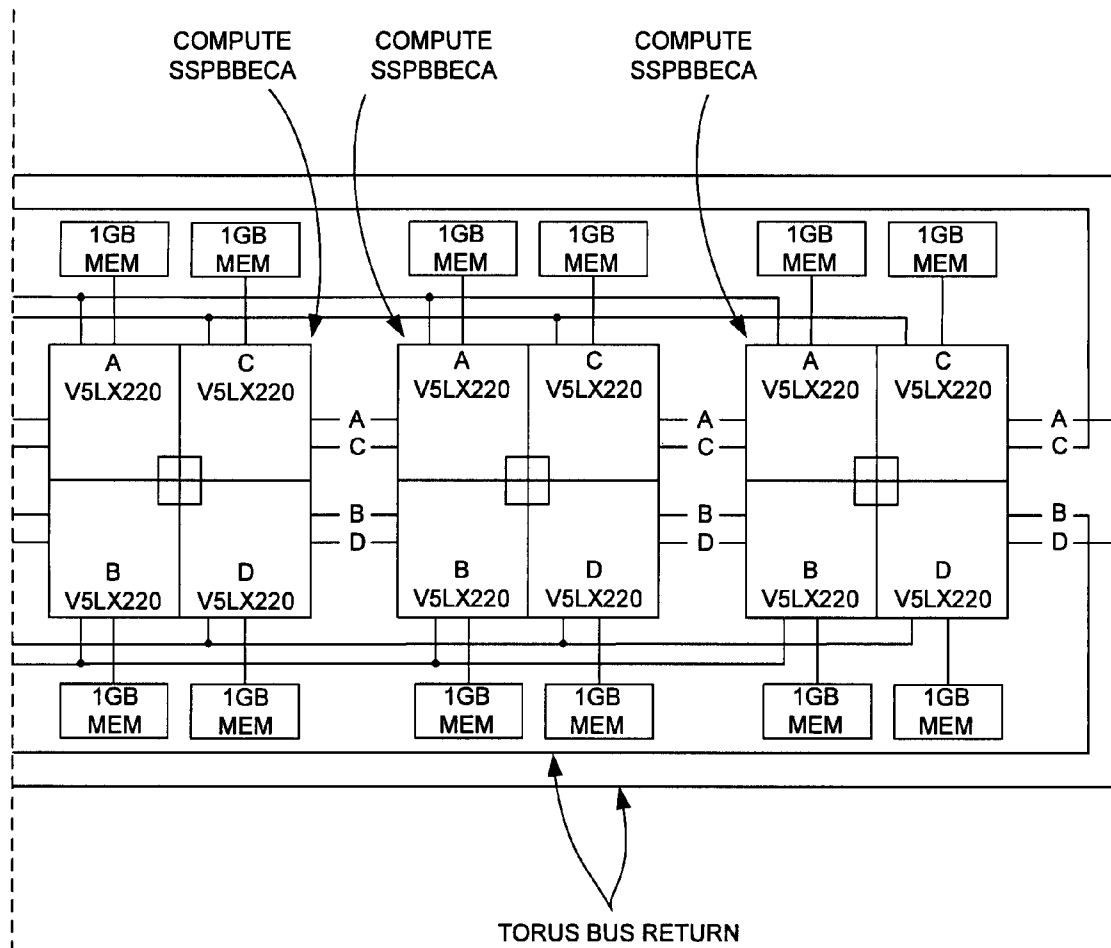 COMPUTE
SSPBBECA
COMPUTE
SSPBBECA
COMPUTE
SSPBBECA
1GB
MEM
1GB
MEM
1GB
MEM
1GB
MEM
1GB
MEM
1GB
MEM
A
V5LX220
C
V5LX220
A
V5LX220
C
V5LX220
A
V5LX220
C
V5LX220
A
C
A
C
A
C
B
D
B
D
B
D
B
V5LX220
D
V5LX220
B
V5LX220
D
V5LX220
B
V5LX220
D
V5LX220
1GB
MEM
1GB
MEM
1GB
MEM
1GB
MEM
1GB
MEM
1GB
MEM
TORUS BUS RETURN